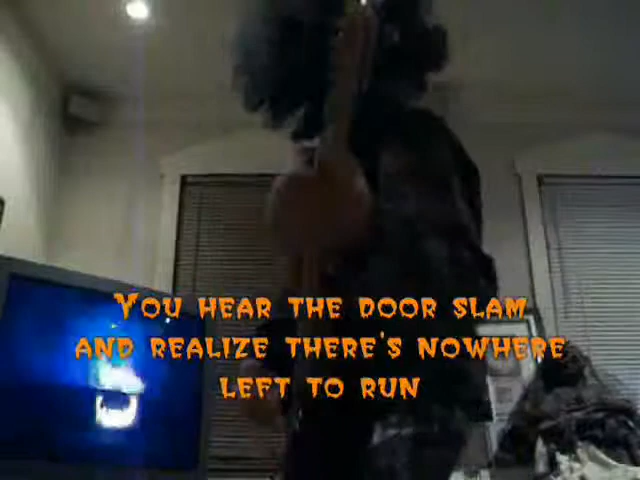 You hear the door slam
and realize there's nowhere
left to run